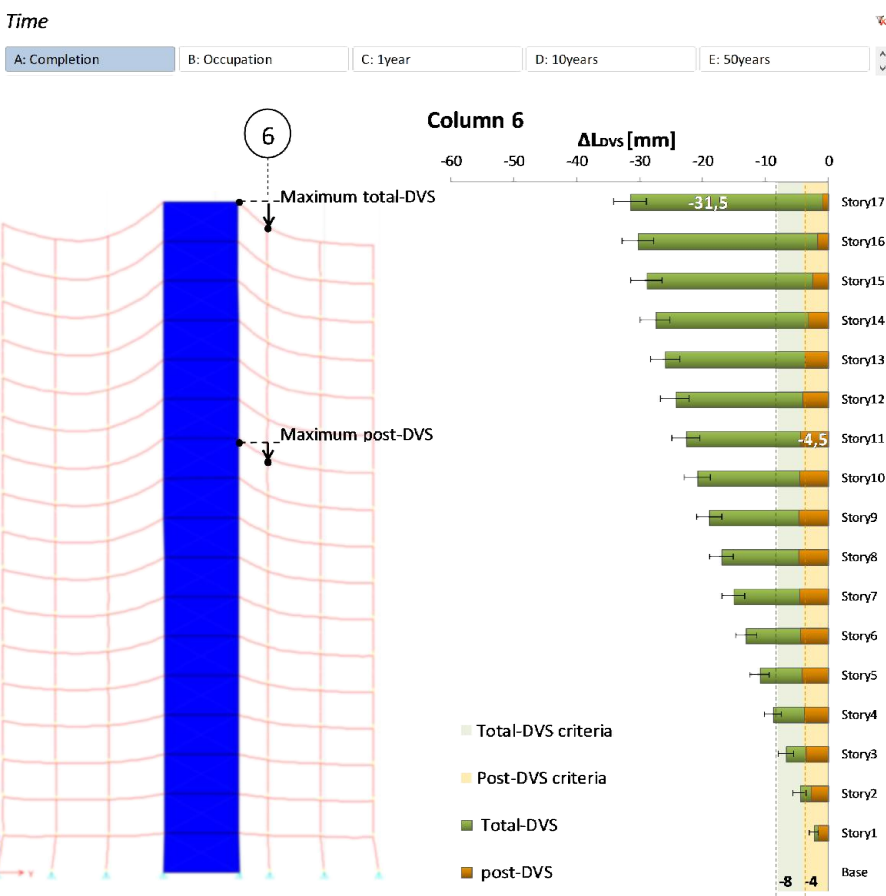 Time
A: Completion
B: Occupation
C: 1year
D: 10years
E: 50years
6
Column 6
ΔLDVS [mm]
-60 -50 -40 -30 -20 -10 0
Maximum total-DVS
Maximum post-DVS
-31,5 Story17
Story16
Story15
Story14
Story13
Story12
-4,5 Story11
Story10
Story9
Story8
Story7
Story6
Story5
Story4
Story3
Story2
Story1
Base
-8 -4
Total-DVS criteria
Post-DVS criteria
Total-DVS
post-DVS
Y